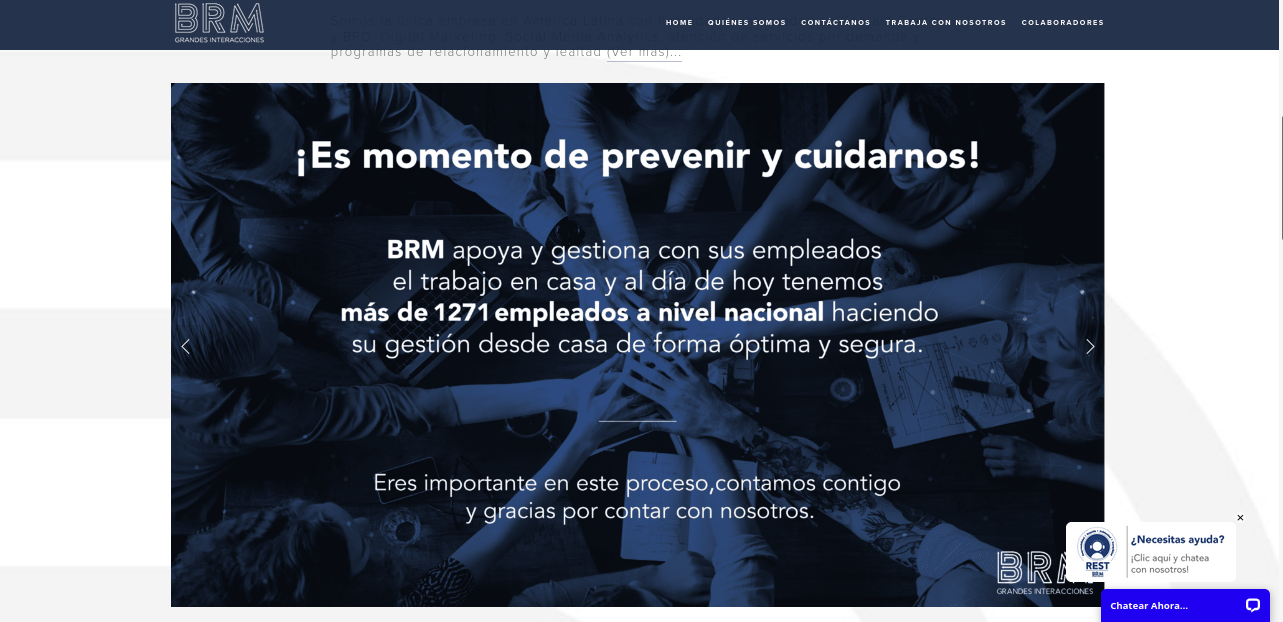 BRM
GRANDES INTERACCIONES
HOME QUIÉNES SOMOS CONTÁCTANOS TRABAJA CON NOSOTROS COLABORADORES
programas de relacionamiento y lealtad (Ver más)...
¡Es momento de prevenir y cuidarnos!
BRM apoya y gestiona con sus empleados
el trabajo en casa y al día de hoy tenemos
más de 1271 empleados a nivel nacional haciendo
su gestión desde casa de forma óptima y segura.
Eres importante en este proceso,contamos contigo
y gracias por contar con nosotros.
BRM
GRANDES INTERACCIONES
REST
BRM
¿Necesitas ayuda?
¡Clic aquí y chatea
con nosotros!
Chatear Ahora...